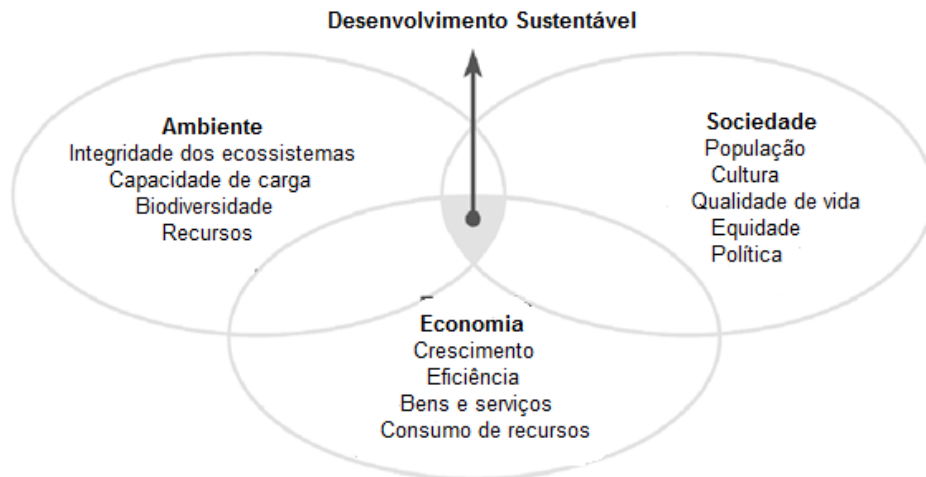 Desenvolvimento Sustentável
Ambiente
Integridade dos ecossistemas
Capacidade de carga
Biodiversidade
Recursos
Sociedade
População
Cultura
Qualidade de vida
Equidade
Política
Economia
Crescimento
Eficiência
Bens e serviços
Consumo de recursos